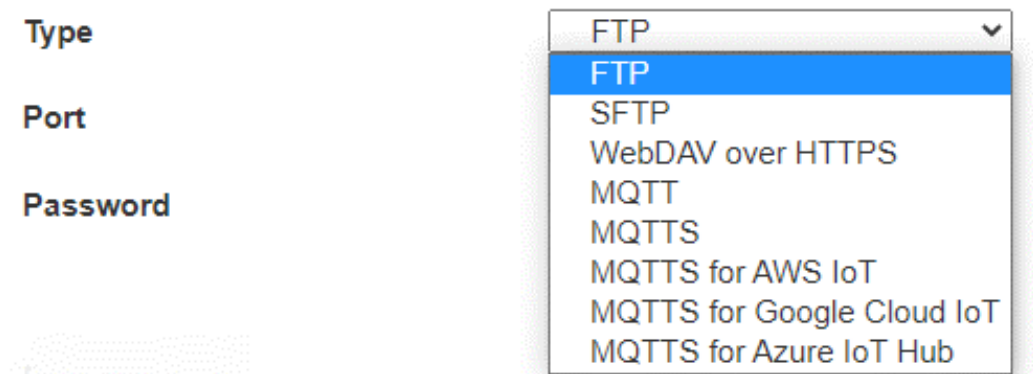 Type
FTP
FTP
SFTP
Port
WebDAV over HTTPS
MQTT
Password
MQTTS
MQTTS for AWS IoT
MQTTS for Google Cloud IoT
MQTTS for Azure IoT Hub